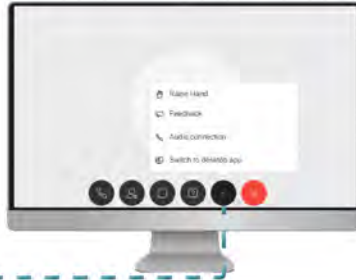 Raise Hand
Feedback
Audio connection
Switch to desktop app